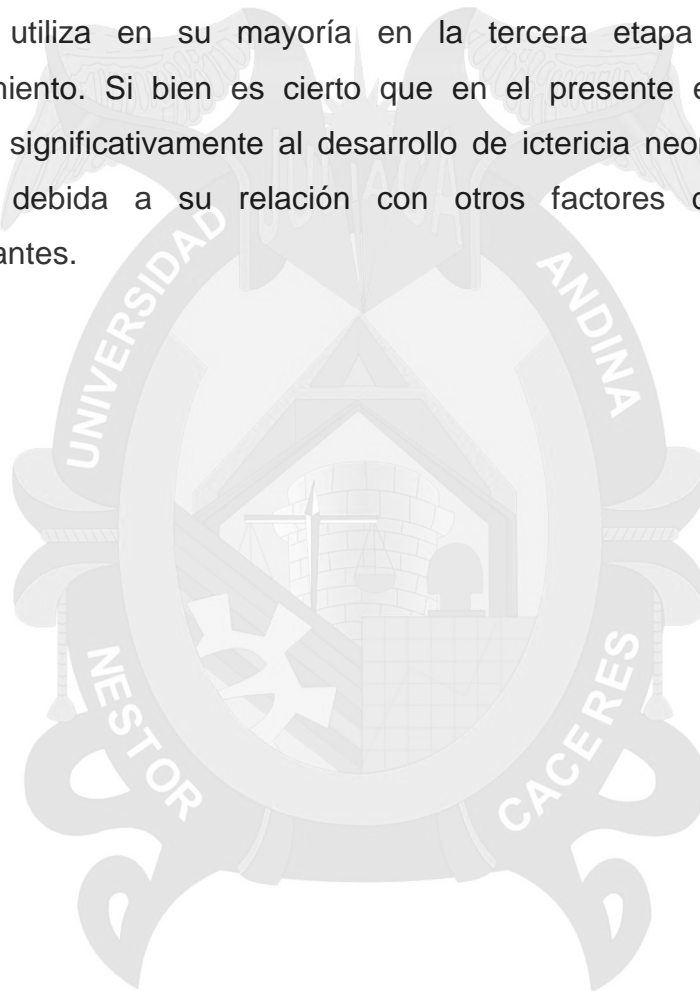 utiliza en su mayoría en la tercera etapa
miento. Si bien es cierto que en el presente e
significativamente al desarrollo de ictericia neo
debida a su relación con otros factores
antes.
UNIVERSIDAD
ANDINA
NESTOR
CACERES